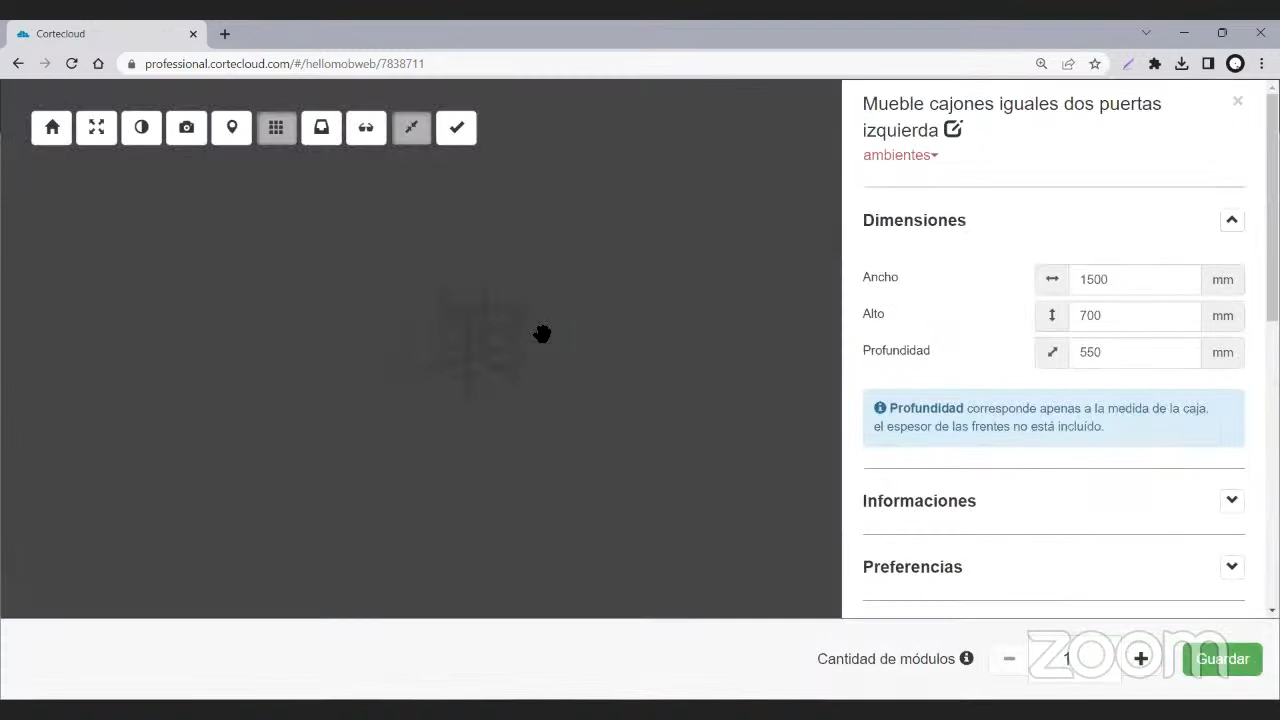 Cortecloud
professional.cortecloud.com/#/hellomobweb/7838711
Mueble cajones iguales dos puertas
izquierda
ambientes
Dimensiones
Ancho 1500 mm
Alto 700 mm
Profundidad 550 mm
Profundidad corresponde apenas a la medida de la caja,
el espesor de las frentes no está incluído.
Informaciones
Preferencias
Cantidad de módulos 1 Guardar
zoom